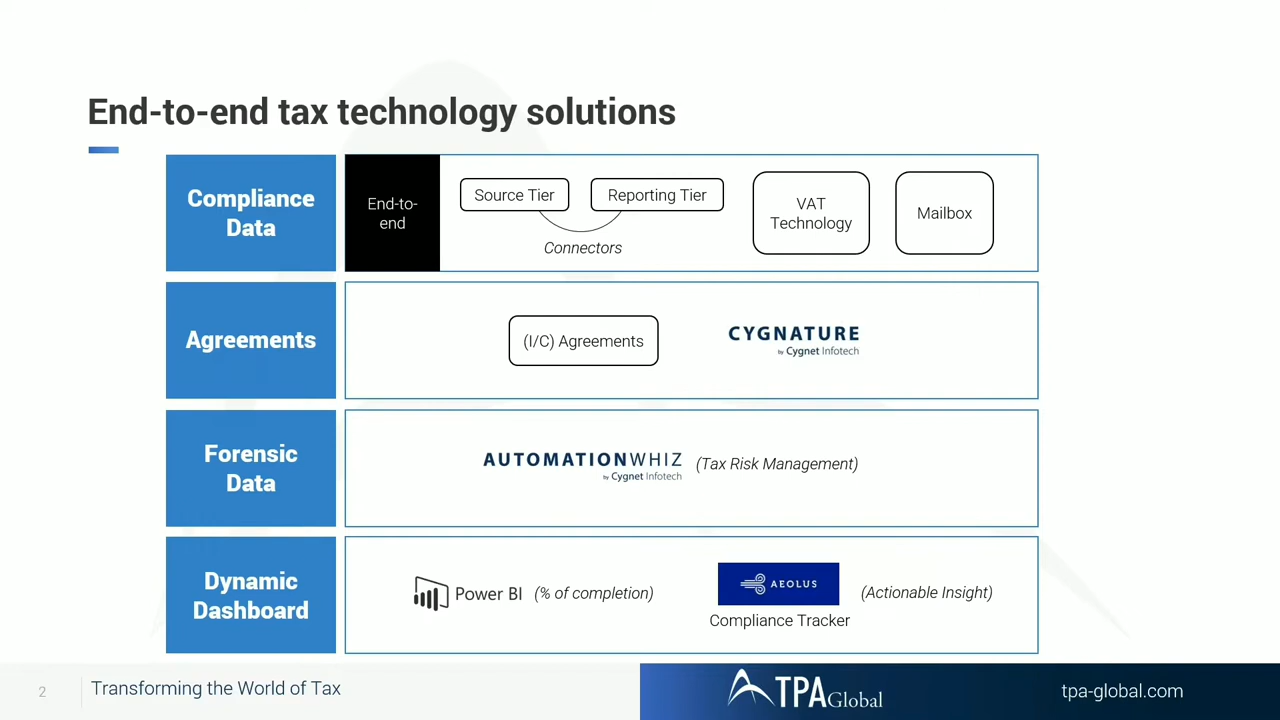 End-to-end tax technology solutions
Compliance
Data
End-to-
end
Source Tier
Reporting Tier
Connectors
VAT
Technology
Mailbox
Agreements
(I/C) Agreements
CYGNATURE
by Cygnet Infotech
Forensic
Data
AUTOMATIONWHIZ
by Cygnet Infotech
(Tax Risk Management)
Dynamic
Dashboard
Power BI
(% of completion)
AEOLUS
Compliance Tracker
(Actionable Insight)
2
Transforming the World of Tax
TPA Global
tpa-global.com